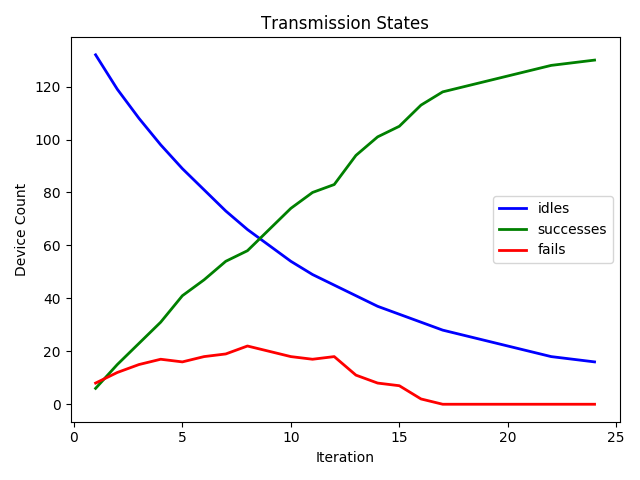 Transmission States
Device Count
120
100
80
60
40
20
0
idles
successes
fails
0 5 10 15 20 25
Iteration